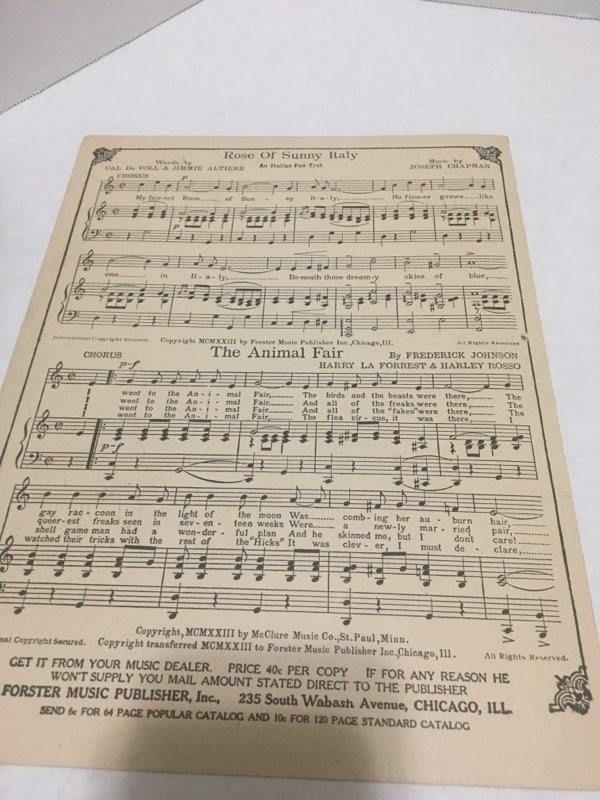 Rose Of Sunny Italy
Words by
CAL De VOLL & JIMMIE ALTIERE
An Italian Fox Trot
Music by
JOSEPH CHAPMAN
CHORUS
My fair-est Rose of Sun - ny It - a - ly, No flower grows like
one in It - a - ly, Be-neath those dream-y skies of blue,
International Copyright Secured. Copyright MCMXXIII by Forster Music Publisher Inc., Chicago, Ill. All Rights Reserved
CHORUS
The Animal Fair
By FREDERICK JOHNSON
HARRY LA FORREST & HARLEY ROSSO
p-f
went to the An - i - mal Fair, The birds and the beasts were there, The
went to the An - i - mal Fair, And all of the freaks were there, The
went to the An - i - mal Fair, And all of the "fakes" were there, The
went to the An - i - mal Fair, The flea cir - cus, it was there, I
p-f
gay rac - coon in the light of the moon Was comb - ing her au - burn hair,
queer-est freaks seen in sev - en - teen weeks Were a new-ly mar - ried pair,
shell game man had a won - der - ful plan And he skinned me, but I dont care!
watched their tricks with the rest of the "Hicks" It was clev - er, I must de - clare,
Copyright, MCMXXIII by McClure Music Co., St. Paul, Minn.
nal Copyright Secured. Copyright transferred MCMXXIII to Forster Music Publisher Inc., Chicago, Ill. All Rights Reserved.
GET IT FROM YOUR MUSIC DEALER. PRICE 40c PER COPY IF FOR ANY REASON HE
WON'T SUPPLY YOU MAIL AMOUNT STATED DIRECT TO THE PUBLISHER
FORSTER MUSIC PUBLISHER, Inc., 235 South Wabash Avenue, CHICAGO, ILL.
SEND 6c FOR 64 PAGE POPULAR CATALOG AND 10c FOR 120 PAGE STANDARD CATALOG